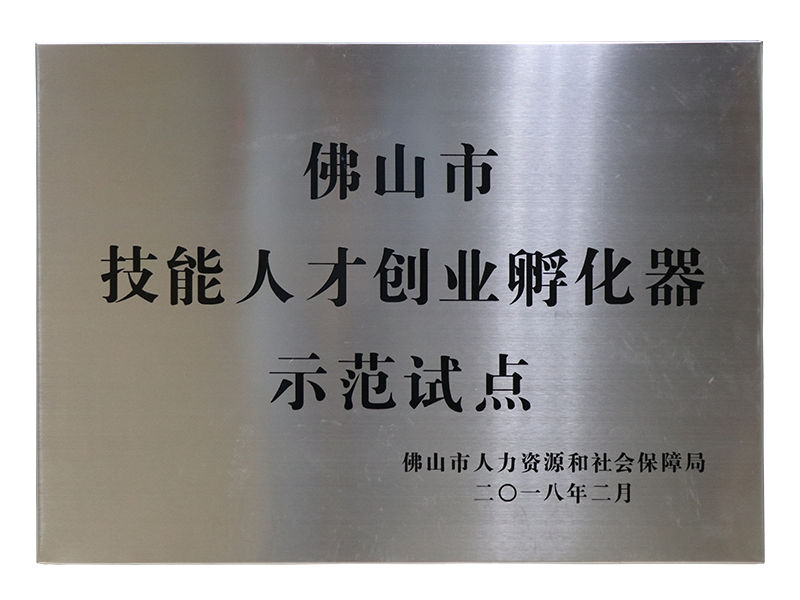 佛山市
技能人才创业孵化器
示范试点
佛山市人力资源和社会保障局
二〇一八年二月